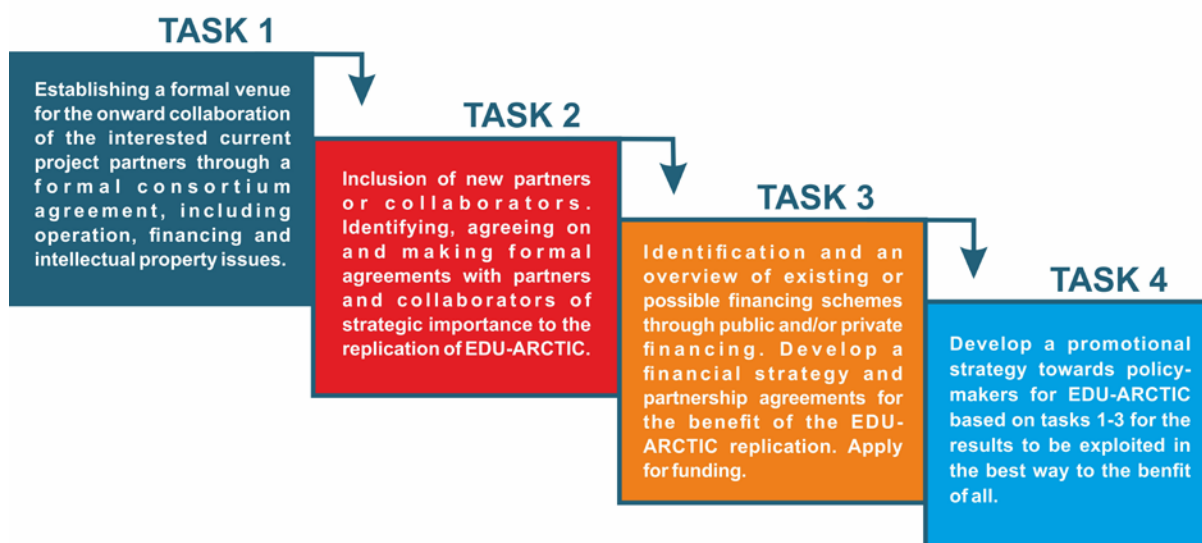 TASK 1
Establishing a formal venue
for the onward collaboration
of the interested current
project partners through a
formal consortium
agreement, including
operation, financing and
intellectual property issues.
TASK 2
Inclusion of new partners
or collaborators.
Identifying, agreeing on
and making formal
agreements with partners
and collaborators of
strategic importance to the
replication of EDU-ARCTIC.
TASK 3
Identification and an
overview of existing or
possible financing schemes
through public and/or private
financing. Develop a
financial strategy and
partnership agreements for
the benefit of the EDU-
ARCTIC replication. Apply
for funding.
TASK 4
Develop a promotional
strategy towards policy-
makers for EDU-ARCTIC
based on tasks 1-3 for the
results to be exploited in
the best way to the benfit
of all.